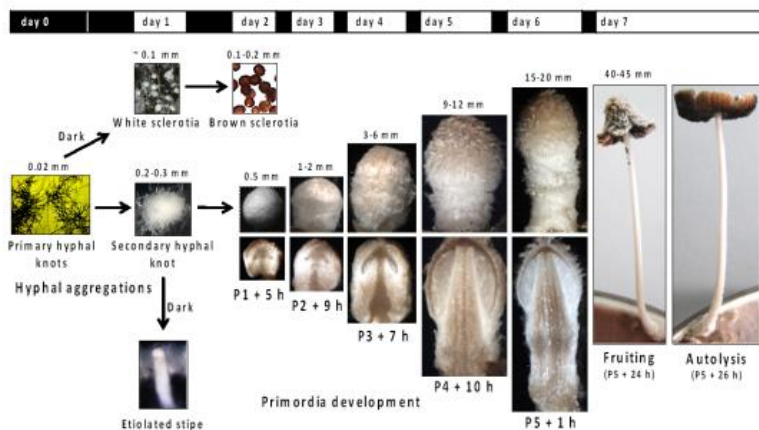 day 0 day 1 day 2 day 3 day 4 day 5 day 6 day 7
~ 0.1 mm
0.1-0.2 mm
White sclerotia
Brown sclerotia
Dark
0.02 mm
0.2-0.3 mm
0.5 mm
1-2 mm
3-6 mm
9-12 mm
15-20 mm
40-45 mm
Primary hyphal
knots
Secondary hyphal
knot
Hyphal aggregations
Dark
Etiolated stipe
P1 + 5 h
P2 + 9 h
P3 + 7 h
P4 + 10 h
P5 + 1 h
Primordia development
Fruiting
(P5 + 24 h)
Autolysis
(P5 + 26 h)